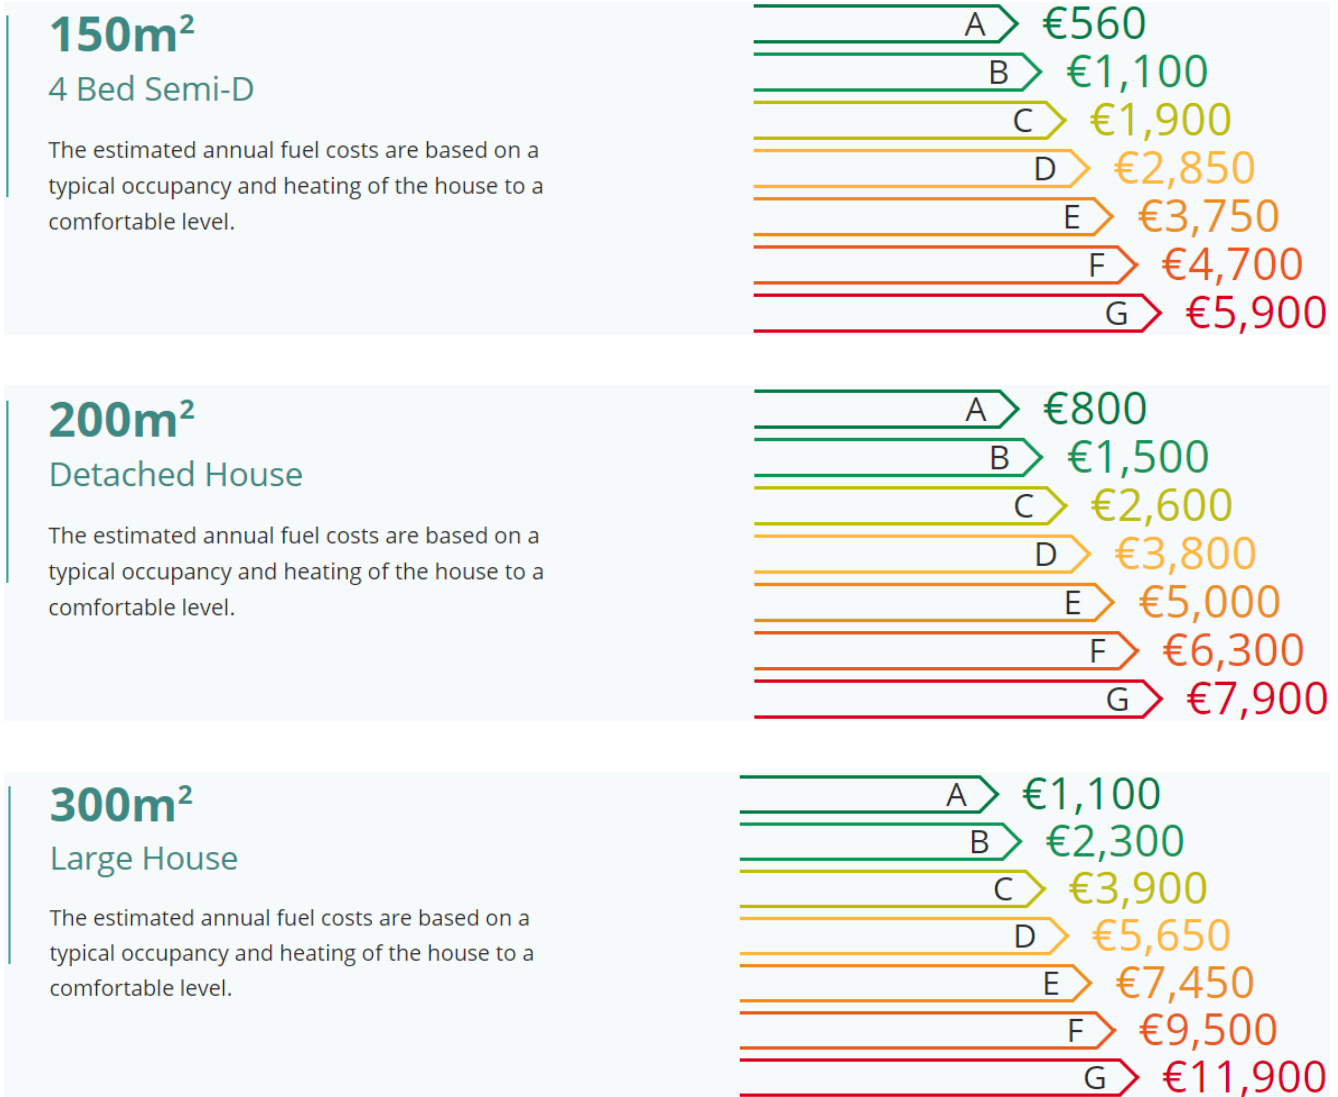 150m²
4 Bed Semi-D
The estimated annual fuel costs are based on a
typical occupancy and heating of the house to a
comfortable level.
A €560
B €1,100
C €1,900
D €2,850
E €3,750
F €4,700
G €5,900
200m²
Detached House
The estimated annual fuel costs are based on a
typical occupancy and heating of the house to a
comfortable level.
A €800
B €1,500
C €2,600
D €3,800
E €5,000
F €6,300
G €7,900
300m²
Large House
The estimated annual fuel costs are based on a
typical occupancy and heating of the house to a
comfortable level.
A €1,100
B €2,300
C €3,900
D €5,650
E €7,450
F €9,500
G €11,900